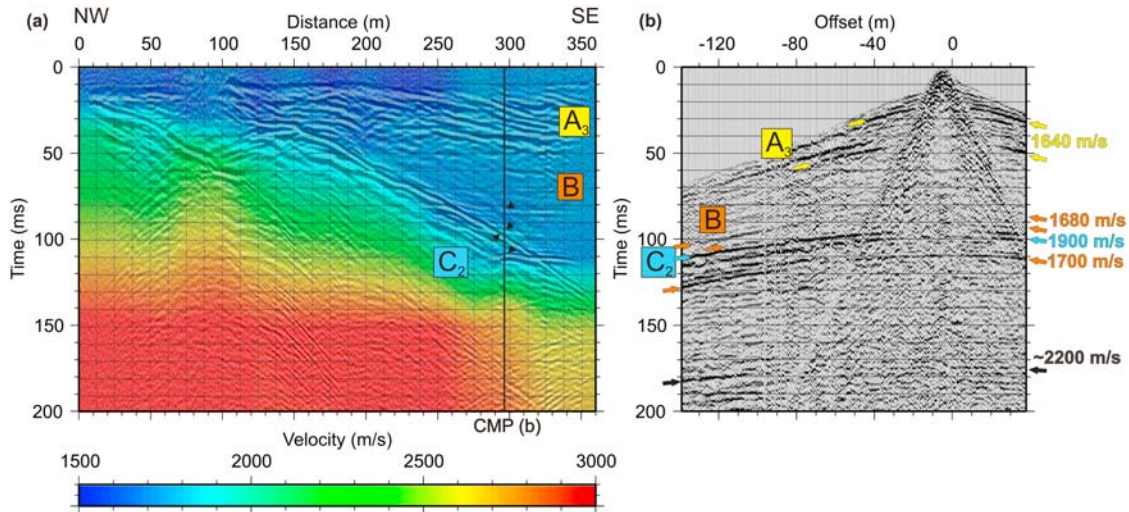 (a) NW Distance (m) SE
0 50 100 150 200 250 300 350
Time (ms)
0
50
100
150
200
A3
B
C2
CMP (b)
Velocity (m/s)
1500 2000 2500 3000
(b) Offset (m)
-120 -80 -40 0
Time (ms)
0
50
100
150
200
A3
B
C2
1640 m/s
1680 m/s
1900 m/s
1700 m/s
~2200 m/s